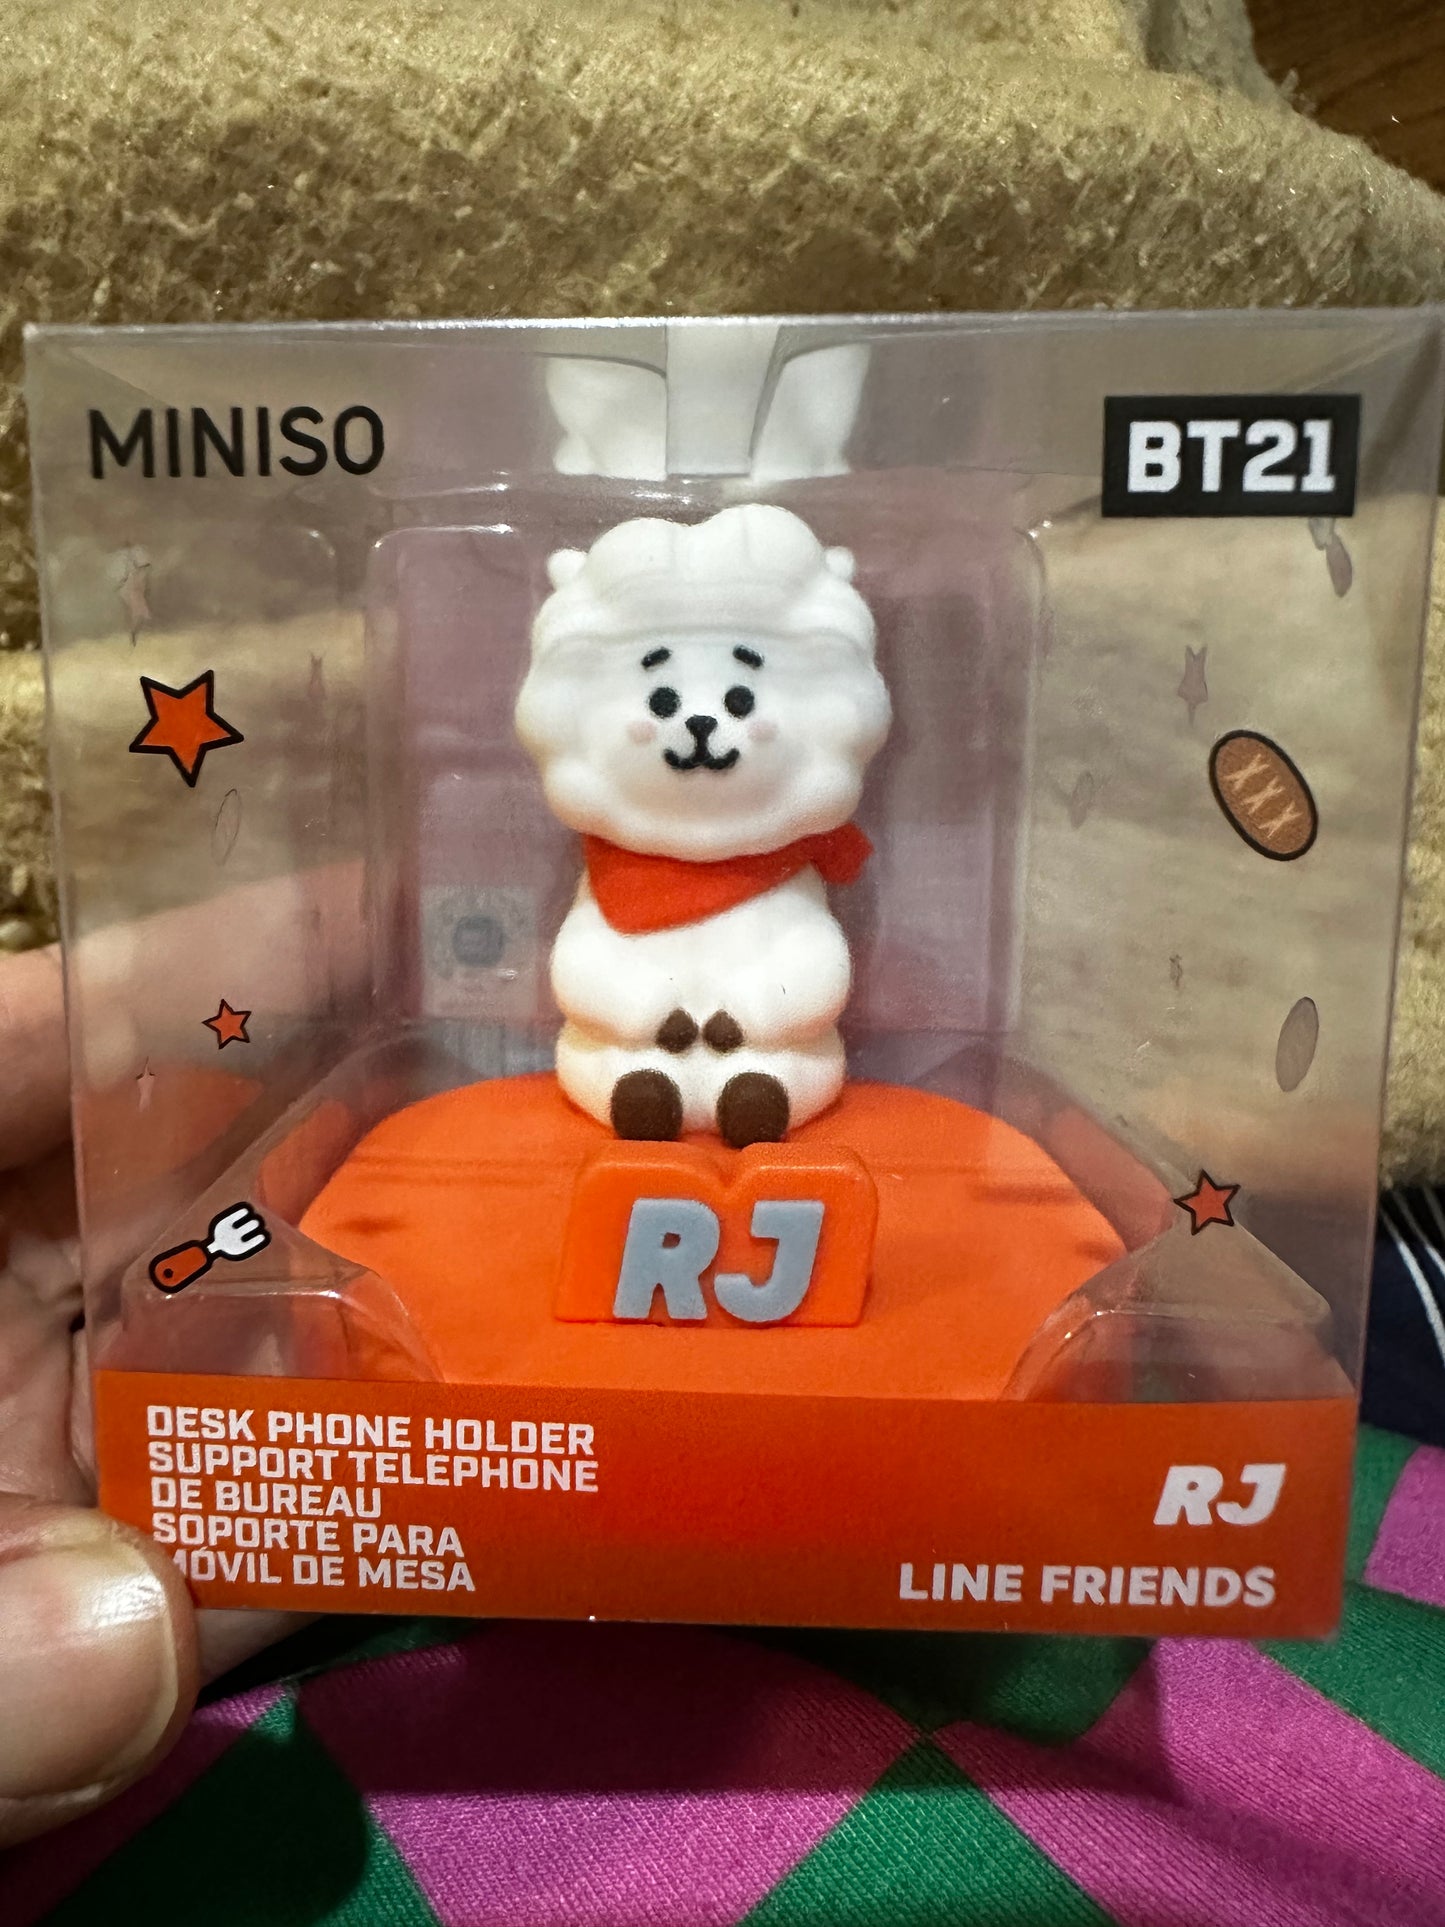 MINISO
BT21
RJ
DESK PHONE HOLDER
SUPPORT TELEPHONE
DE BUREAU
SOPORTE PARA
MÓVIL DE MESA
RJ
LINE FRIENDS